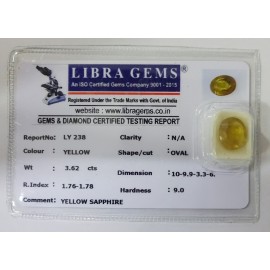 LIBRA GEMS®
An ISO Certified Gems Company 9001 - 2015
Registered Under the Trade Marks with Govt. of India
website : www.libragems.co.in
GEMS & DIAMOND CERTIFIED TESTING REPORT
ReportNo : LY 238 Clarity : N/A
Colour : YELLOW Shape/cut : OVAL
Wt : 3.62 cts Dimension : 10-9.9-3.3-6.
R.Index : 1.76-1.78 Hardness : 9.0
Comment : YELLOW SAPPHIRE